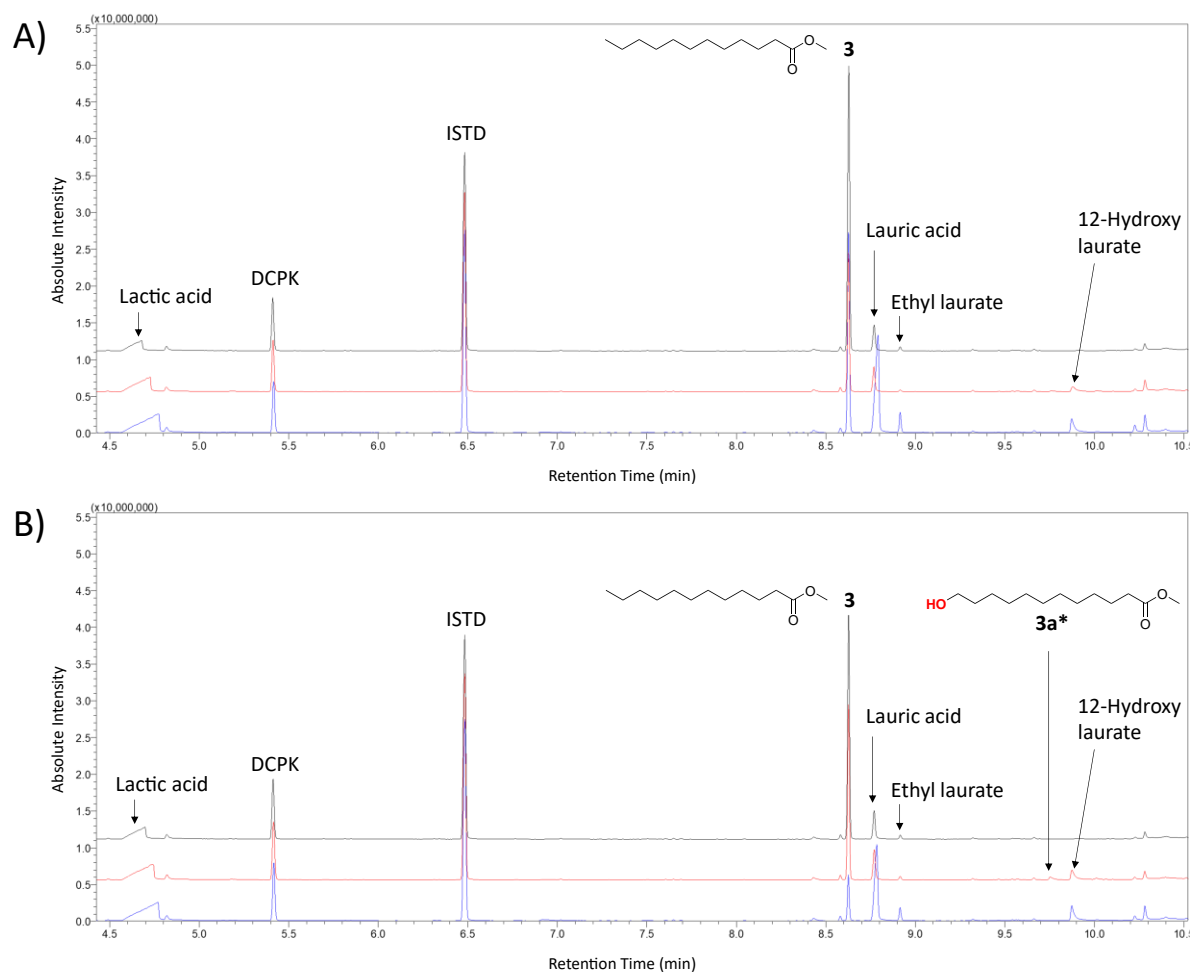 A)
(x10,000,000)
5.5
5.0
4.5
4.0
3.5
3.0
2.5
2.0
1.5
1.0
0.5
0.0
Absolute Intensity
Lactic acid
DCPK
ISTD
O
O
3
Lauric acid
Ethyl laurate
12-Hydroxy
laurate
4.5 5.0 5.5 6.0 6.5 7.0 7.5 8.0 8.5 9.0 9.5 10.0 10.5
Retention Time (min)
B)
(x10,000,000)
5.5
5.0
4.5
4.0
3.5
3.0
2.5
2.0
1.5
1.0
0.5
0.0
Absolute Intensity
Lactic acid
DCPK
ISTD
O
O
3
HO
O
O
3a*
Lauric acid
Ethyl laurate
12-Hydroxy
laurate
4.5 5.0 5.5 6.0 6.5 7.0 7.5 8.0 8.5 9.0 9.5 10.0 10.5
Retention Time (min)